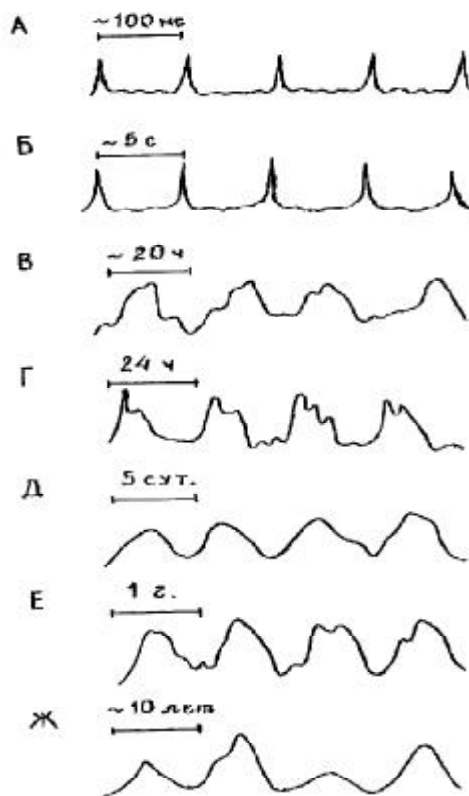 А
~100 мс
Б
~5 с
В
~20 ч
Г
24 ч
Д
5 сут.
Е
1 г.
Ж
~10 лет